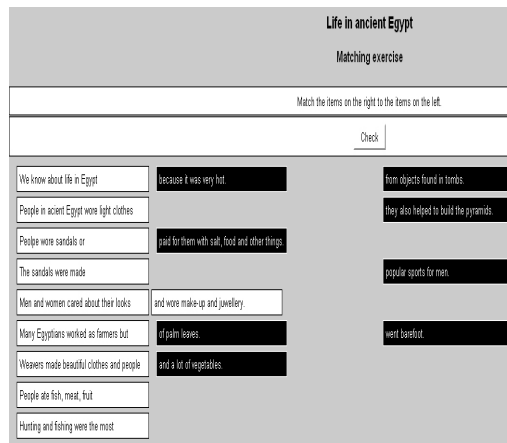 Life in ancient Egypt
Matching exercise
Match the items on the right to the items on the left.
Check
We know about life in Egypt because it was very hot. from objects found in tombs.
People in acient Egypt wore light clothes they also helped to build the pyramids.
Peolpe wore sandals or paid for them with salt, food and other things.
The sandals were made popular sports for men.
Men and women cared about their looks and wore make-up and juwellery.
Many Egyptians worked as farmers but of palm leaves. went barefoot.
Weavers made beautiful clothes and people and a lot of vegetables.
People ate fish, meat, fruit
Hunting and fishing were the most